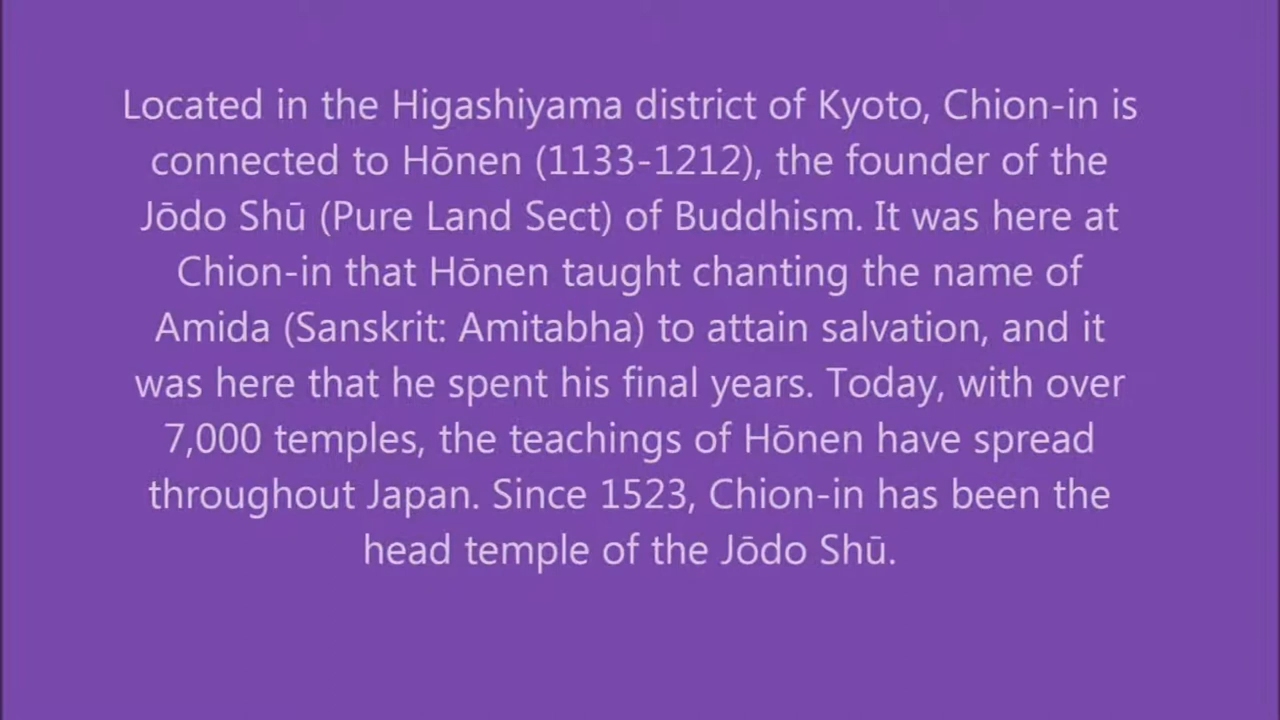 Located in the Higashiyama district of Kyoto, Chion-in is
connected to Hōnen (1133-1212), the founder of the
Jōdo Shū (Pure Land Sect) of Buddhism. It was here at
Chion-in that Hōnen taught chanting the name of
Amida (Sanskrit: Amitabha) to attain salvation, and it
was here that he spent his final years. Today, with over
7,000 temples, the teachings of Hōnen have spread
throughout Japan. Since 1523, Chion-in has been the
head temple of the Jōdo Shū.